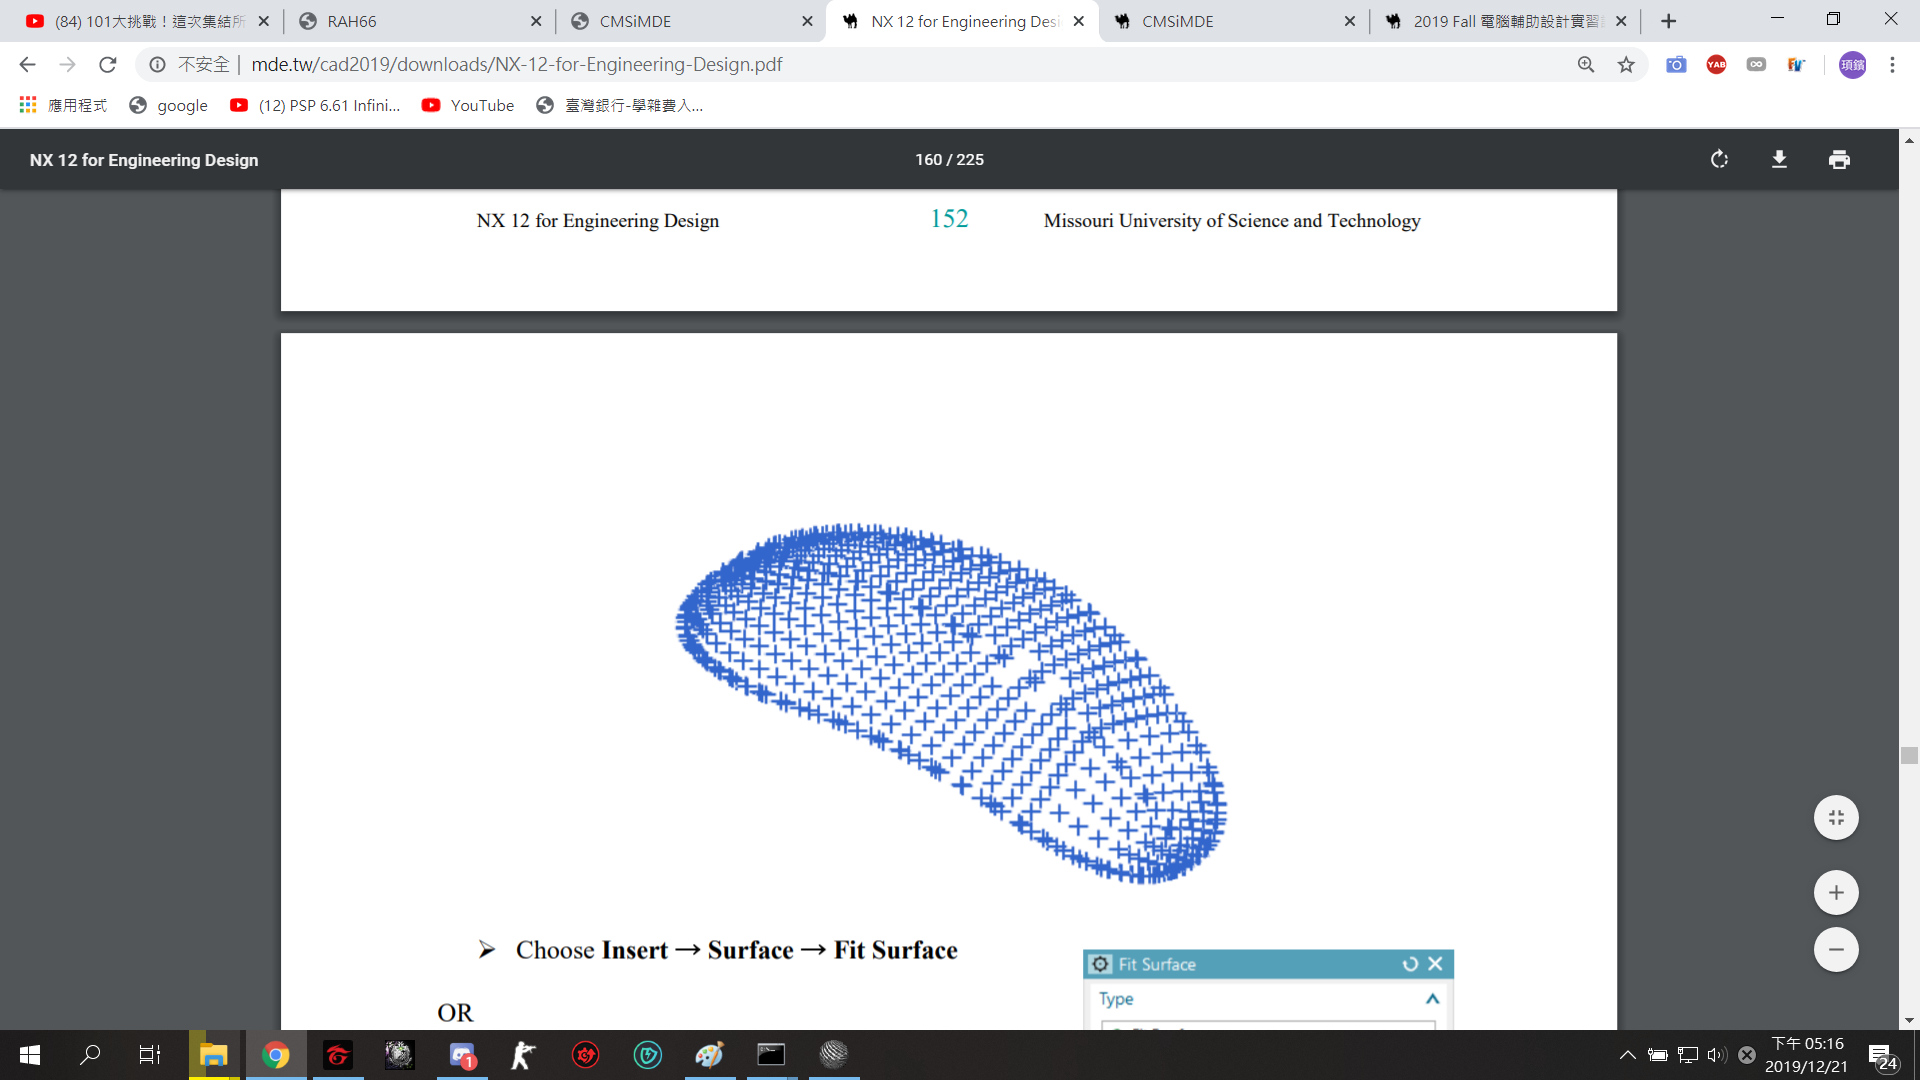 (84) 101大挑戰！這次集結所
RAH66
CMSiMDE
NX 12 for Engineering Desi
CMSiMDE
2019 Fall 電腦輔助設計實習
不安全
mde.tw/cad2019/downloads/NX-12-for-Engineering-Design.pdf
YAB
項鑌
應用程式
google
(12) PSP 6.61 Infini...
YouTube
臺灣銀行-學雜費入...
NX 12 for Engineering Design
160 / 225
NX 12 for Engineering Design
152
Missouri University of Science and Technology
Choose Insert → Surface → Fit Surface
OR
Fit Surface
Type
1
下午 05:16
2019/12/21
24